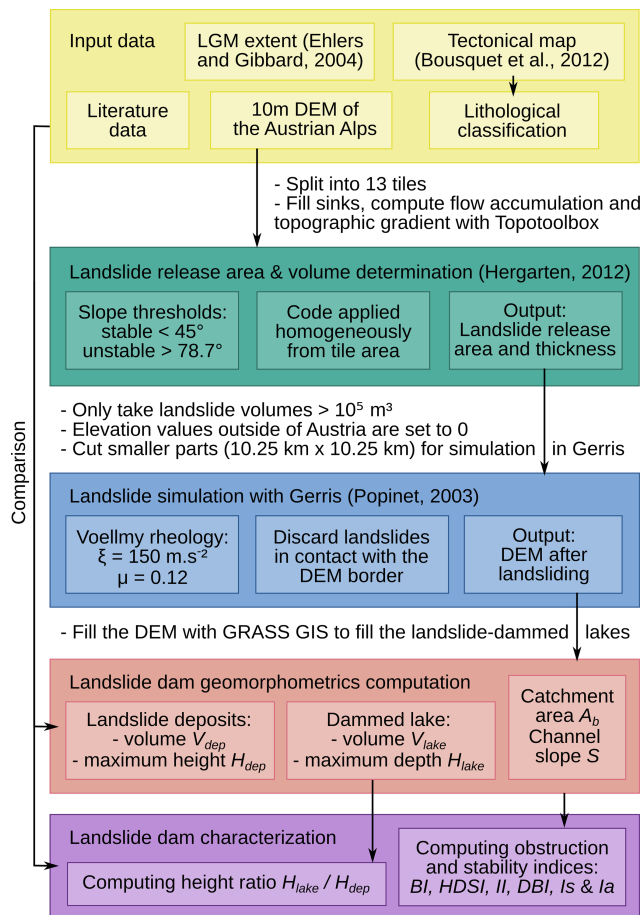 Input data
LGM extent (Ehlers
and Gibbard, 2004)
Tectonical map
(Bousquet et al., 2012)
Literature
data
10m DEM of
the Austrian Alps
Lithological
classification
- Split into 13 tiles
- Fill sinks, compute flow accumulation and
topographic gradient with Topotoolbox
Landslide release area & volume determination (Hergarten, 2012)
Slope thresholds:
stable < 45°
unstable > 78.7°
Code applied
homogeneously
from tile area
Output:
Landslide release
area and thickness
Comparison
- Only take landslide volumes > 10⁵ m³
- Elevation values outside of Austria are set to 0
- Cut smaller parts (10.25 km x 10.25 km) for simulation in Gerris
Landslide simulation with Gerris (Popinet, 2003)
Voellmy rheology:
ξ = 150 m.s⁻²
μ = 0.12
Discard landslides
in contact with the
DEM border
Output:
DEM after
landsliding
- Fill the DEM with GRASS GIS to fill the landslide-dammed lakes
Landslide dam geomorphometrics computation
Landslide deposits:
- volume V_dep
- maximum height H_dep
Dammed lake:
- volume V_lake
- maximum depth H_lake
Catchment
area A_b
Channel
slope S
Landslide dam characterization
Computing height ratio H_lake / H_dep
Computing obstruction
and stability indices:
BI, HDSI, II, DBI, Is & Ia